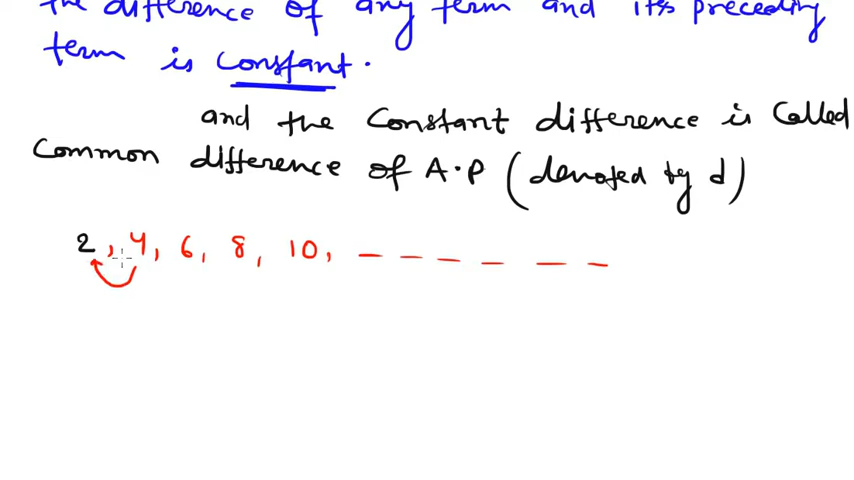 the difference of any term and its preceding
term is constant.
and the Constant difference is Called
Common difference of A.P (denoted by d)
2, 4, 6, 8, 10, _ _ _ _ _ _